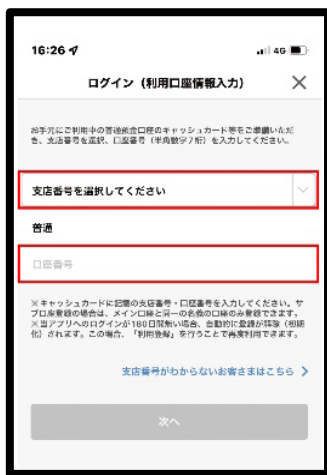 16:26
4G
ログイン（利用口座情報入力）
お手元にご利用中の普通預金口座のキャッシュカード等をご準備いただ
き、支店番号を選択、口座番号（半角数字7桁）を入力してください。
支店番号を選択してください
普通
口座番号
※キャッシュカードに記載の支店番号・口座番号を入力してください。サ
ブ口座登録の場合は、メイン口座と同一の名義の口座のみ登録できます。
※当アプリへのログインが180日間無い場合、自動的に登録が解除（初期
化）されます。この場合、「利用登録」を行うことで再度利用できます。
支店番号がわからないお客さまはこちら
次へ